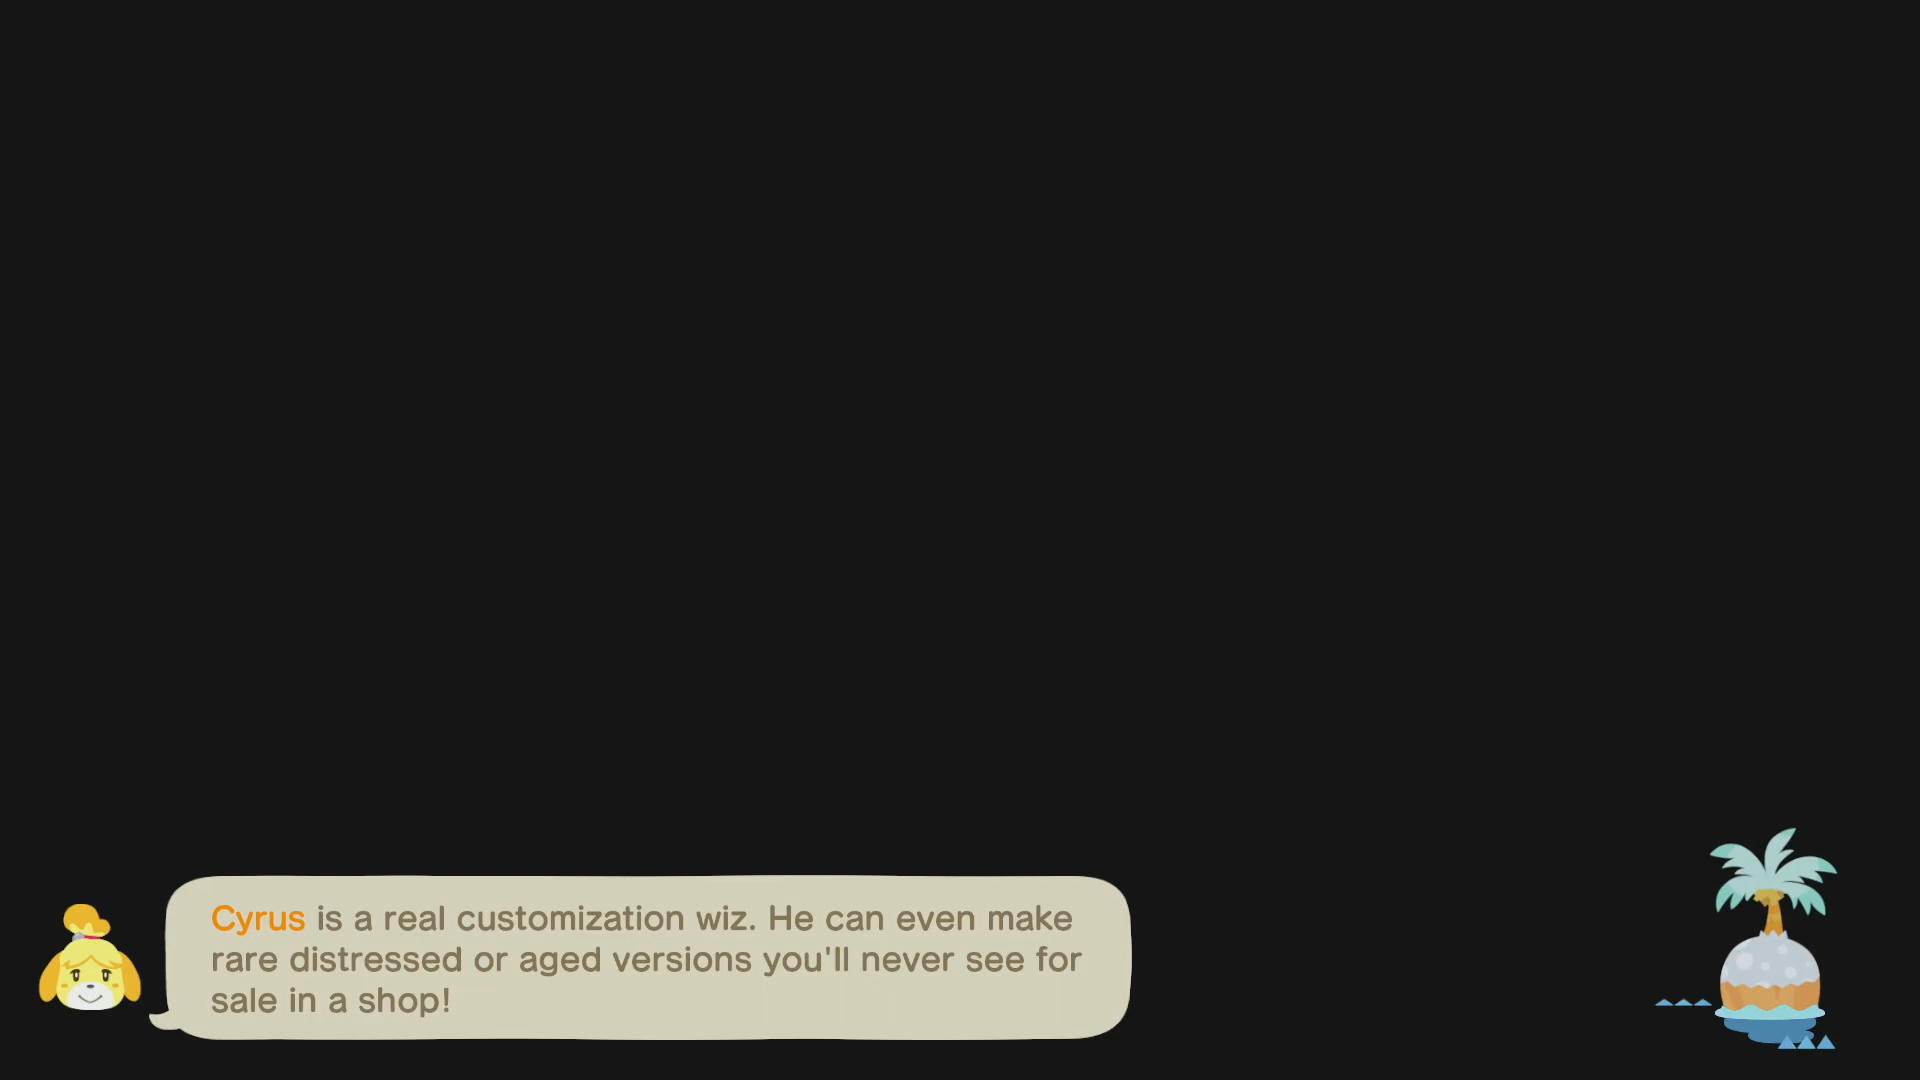 Cyrus is a real customization wiz. He can even make
rare distressed or aged versions you'll never see for
sale in a shop!